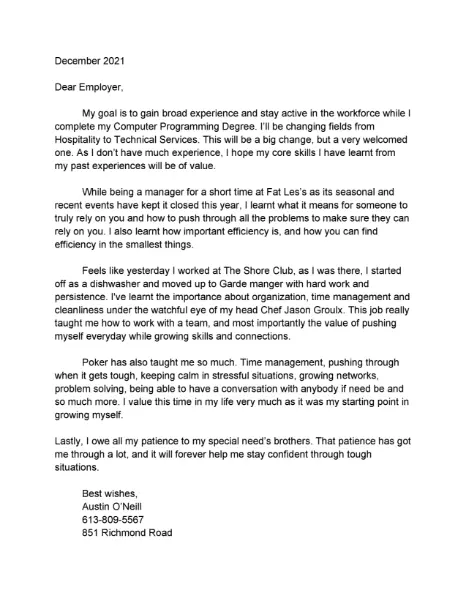 December 2021
Dear Employer,
My goal is to gain broad experience and stay active in the workforce while I
complete my Computer Programming Degree. I'll be changing fields from
Hospitality to Technical Services. This will be a big change, but a very welcomed
one. As I don't have much experience, I hope my core skills I have learnt from
my past experiences will be of value.
While being a manager for a short time at Fat Les's as its seasonal and
recent events have kept it closed this year, I learnt what it means for someone to
truly rely on you and how to push through all the problems to make sure they can
rely on you. I also learn how important efficiency is, and how you can find
efficiency in the smallest things.
Feels like yesterday I worked at The Shore Club, as I was there, I started
off as a dishwasher and moved up to Garde manger with hard work and
persistence. I've learnt the importance about organization, time management and
cleanliness under the watchful eye of my head Chef Jason Groulx. This job really
taught me how to work with a team, and most importantly the value of pushing
myself everyday while growing skills and connections.
Poker has also taught me so much. Time management, pushing through
when it gets tough, keeping calm in stressful situations, growing networks,
problem solving, being able to have a conversation with anybody if need be and
so much more. I value this time in my life very much as it was my starting point in
growing myself.
Lastly, I owe all my patience to my special need's brothers. That patience has got
me through a lot, and it will forever help me stay confident through tough
situations.
Best wishes,
Austin O'Neill
613-809-5567
851 Richmond Road